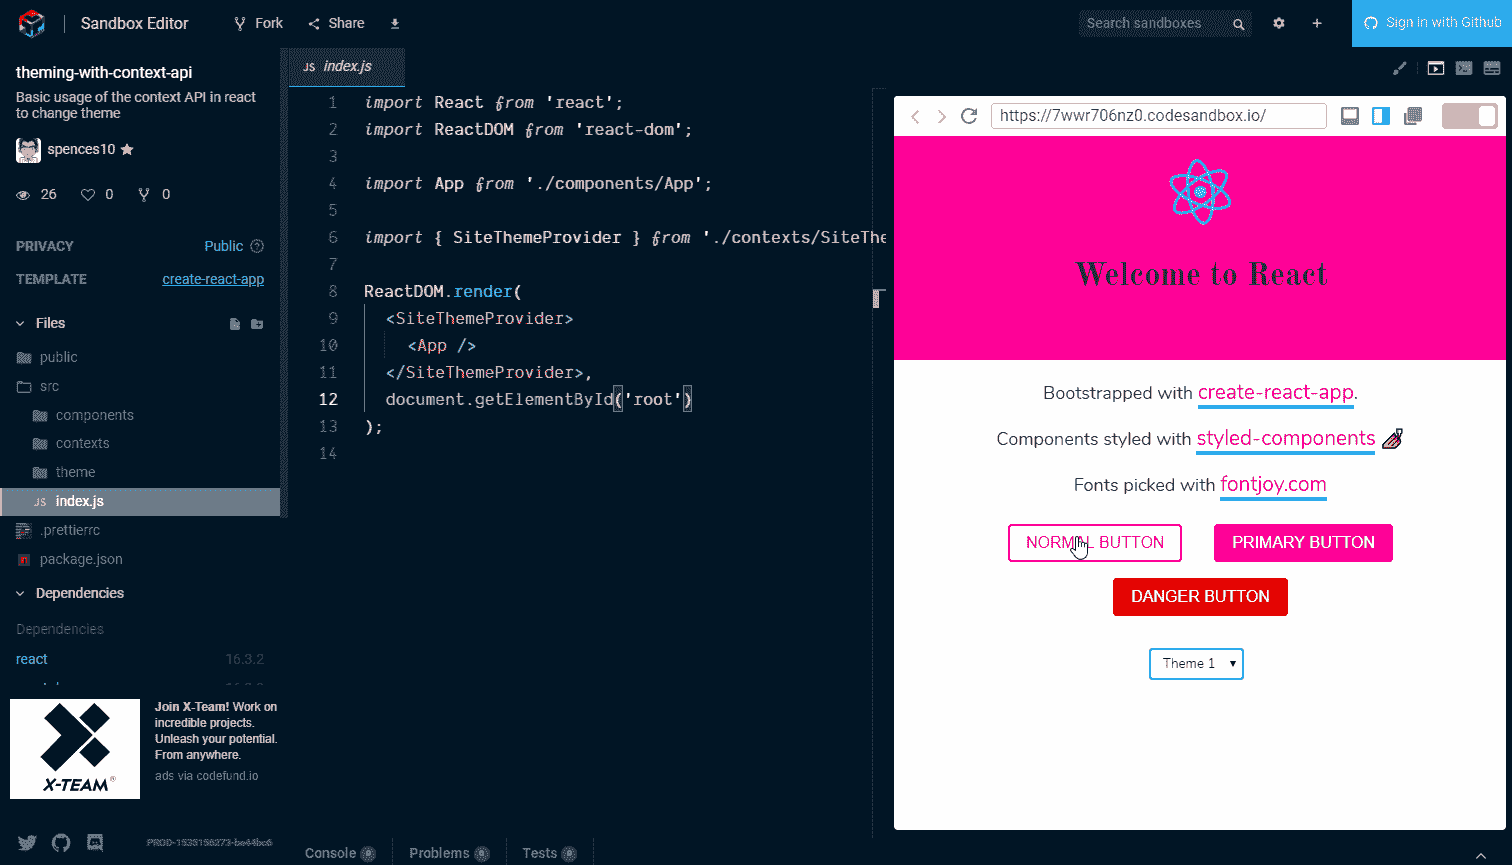 Sandbox Editor
Fork
Share
Search sandboxes
Sign in with Github
theming-with-context-api
Basic usage of the context API in react
to change theme
spences10
26
0
0
PRIVACY
Public
TEMPLATE
create-react-app
Files
public
src
components
contexts
theme
JS index.js
.prettierrc
package.json
Dependencies
Dependencies
react 16.3.2
X-TEAM
Join X-Team! Work on
incredible projects.
Unleash your potential.
From anywhere.
ads via codefund.io
JS index.js
1 import React from 'react';
2 import ReactDOM from 'react-dom';
3
4 import App from './components/App';
5
6 import { SiteThemeProvider } from './contexts/SiteThe
7
8 ReactDOM.render(
9 <SiteThemeProvider>
10 <App />
11 </SiteThemeProvider>,
12 document.getElementById('root')
13 );
14
Console 0
Problems 0
Tests 0
https://7wwr706nz0.codesandbox.io/
Welcome to React
Bootstrapped with create-react-app.
Components styled with styled-components
Fonts picked with fontjoy.com
NORMAL BUTTON
PRIMARY BUTTON
DANGER BUTTON
Theme 1